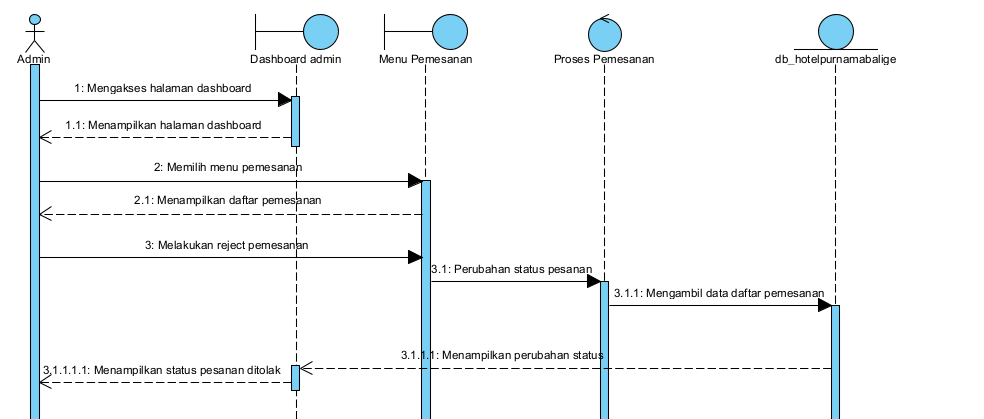 Admin
Dashboard admin
Menu Pemesanan
Proses Pemesanan
db_hotelpurnamabalige
1: Mengakses halaman dashboard
1.1: Menampilkan halaman dashboard
2: Memilih menu pemesanan
2.1: Menampilkan daftar pemesanan
3: Melakukan reject pemesanan
3.1: Perubahan status pesanan
3.1.1: Mengambil data daftar pemesanan
3.1.1.1: Menampilkan perubahan status
3.1.1.1.1: Menampilkan status pesanan ditolak